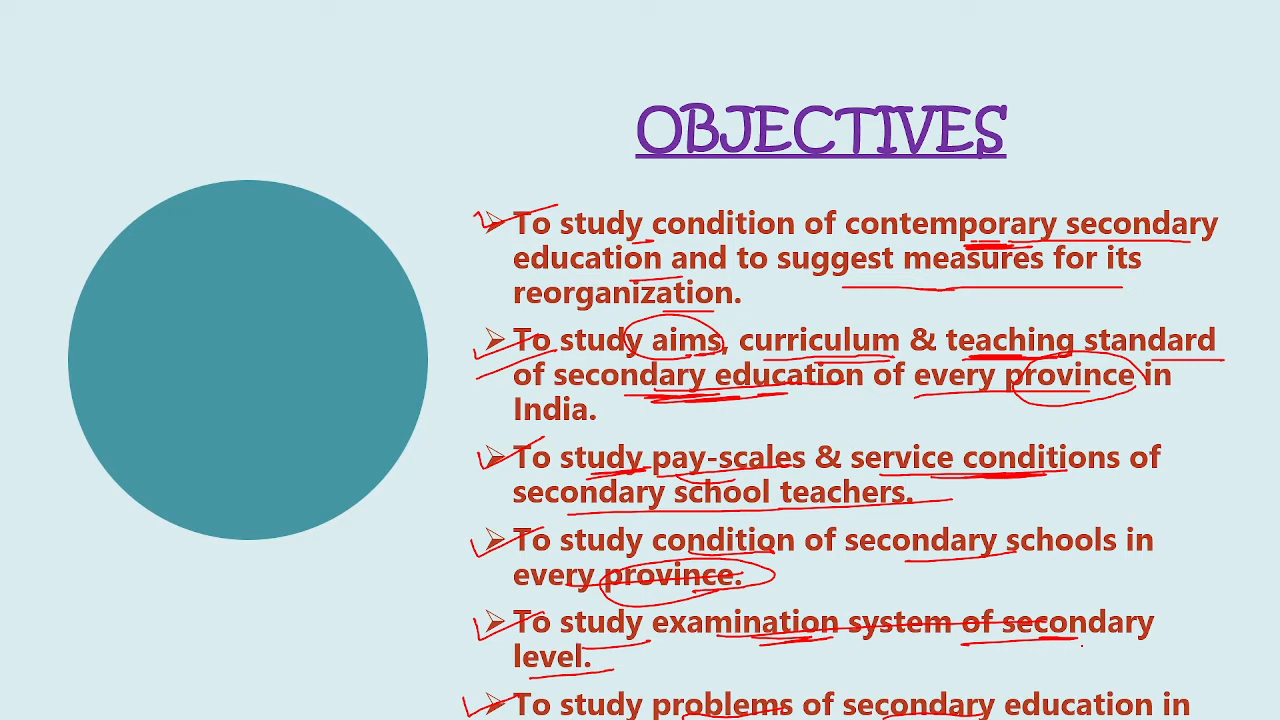 OBJECTIVES
To study condition of contemporary secondary
education and to suggest measures for its
reorganization.
To study aims, curriculum & teaching standard
of secondary education of every province in
India.
To study pay-scales & service conditions of
secondary school teachers.
To study condition of secondary schools in
every province.
To study examination system of secondary
level.
To study problems of secondary education in